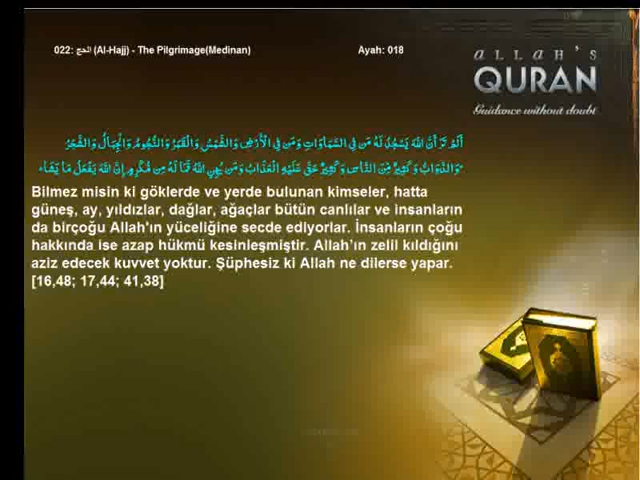 022: الحج (Al-Hajj) - The Pilgrimage(Medinan)
Ayah: 018
ALLAH'S
QURAN
Guidance without doubt
أَلَمْ تَرَ أَنَّ اللَّهَ يَسْجُدُ لَهُ مَن فِي السَّمَاوَاتِ وَمَن فِي الْأَرْضِ وَالشَّمْسُ وَالْقَمَرُ وَالنُّجُومُ وَالْجِبَالُ وَالشَّجَرُ
وَالدَّوَابُّ وَكَثِيرٌ مِّنَ النَّاسِ وَكَثِيرٌ حَقَّ عَلَيْهِ الْعَذَابُ وَمَن يُهِنِ اللَّهُ فَمَا لَهُ مِن مُّكْرِمٍ إِنَّ اللَّهَ يَفْعَلُ مَا يَشَاء
Bilmez misin ki göklerde ve yerde bulunan kimseler, hatta
güneş, ay, yıldızlar, dağlar, ağaçlar bütün canlılar ve insanların
da birçoğu Allah'ın yüceliğine secde ediyorlar. İnsanların çoğu
hakkında ise azap hükmü kesinleşmiştir. Allah'ın zelil kıldığını
aziz edecek kuvvet yoktur. Şüphesiz ki Allah ne dilerse yapar.
[16,48; 17,44; 41,38]